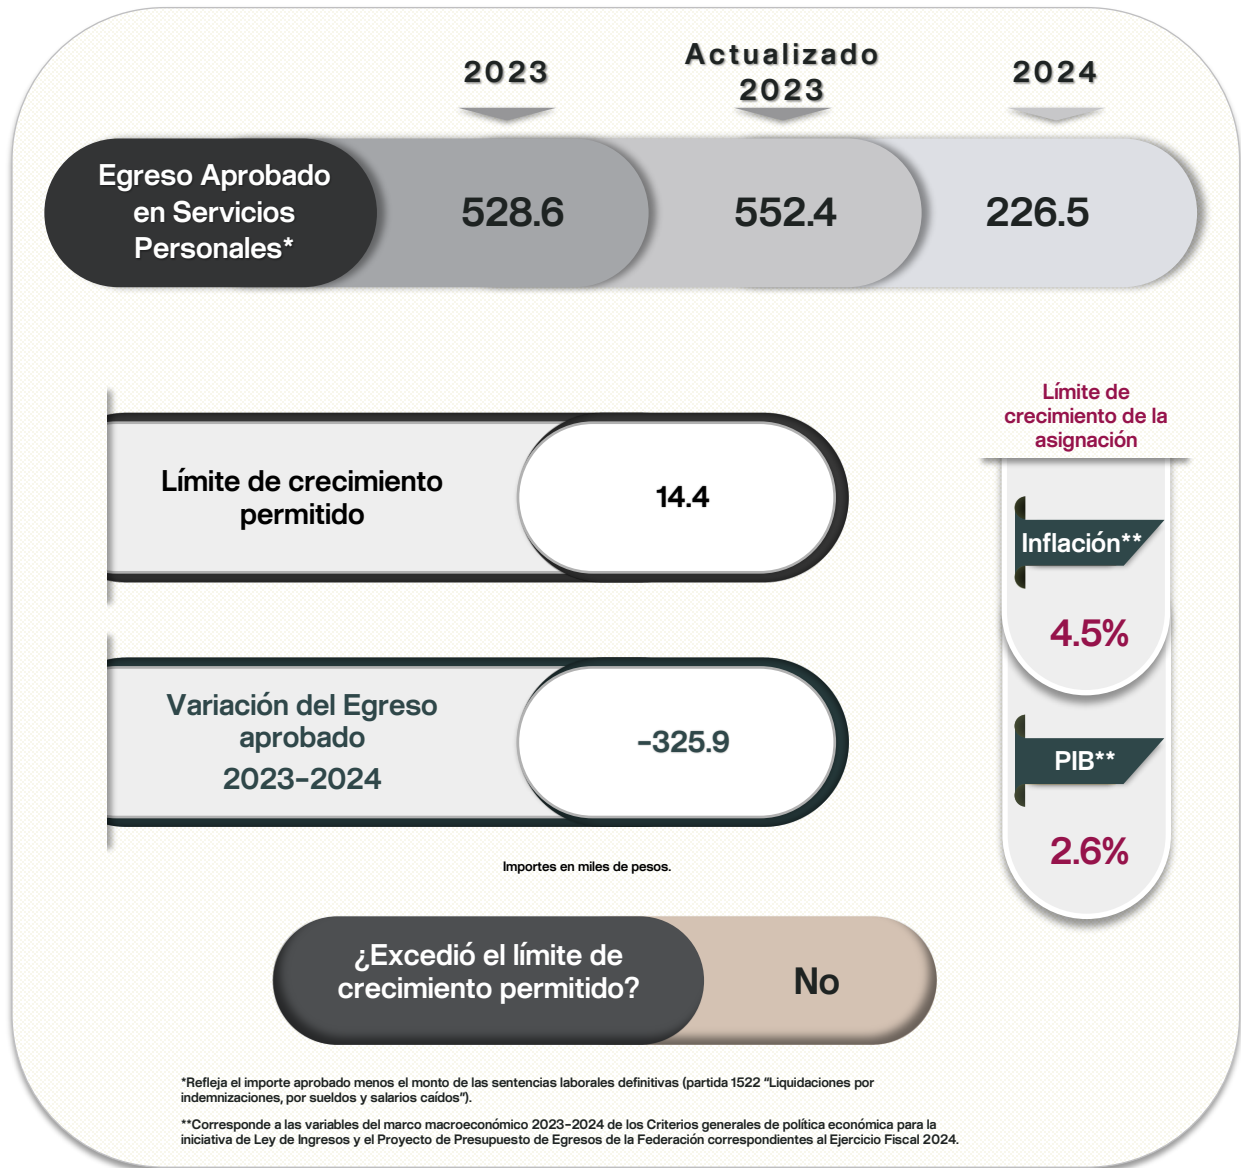 2023
Actualizado
2023
2024
Egreso Aprobado
en Servicios
Personales*
528.6
552.4
226.5
Límite de
crecimiento de la
asignación
Límite de crecimiento
permitido
14.4
Inflación**
4.5%
Variación del Egreso
aprobado
2023-2024
-325.9
PIB**
2.6%
Importes en miles de pesos.
¿Excedió el límite de
crecimiento permitido?
No
*Refleja el importe aprobado menos el monto de las sentencias laborales definitivas (partida 1522 "Liquidaciones por
indemnizaciones, por sueldos y salarios caídos").
**Corresponde a las variables del marco macroeconómico 2023-2024 de los Criterios generales de política económica para la
iniciativa de Ley de Ingresos y el Proyecto de Presupuesto de Egresos de la Federación correspondientes al Ejercicio Fiscal 2024.